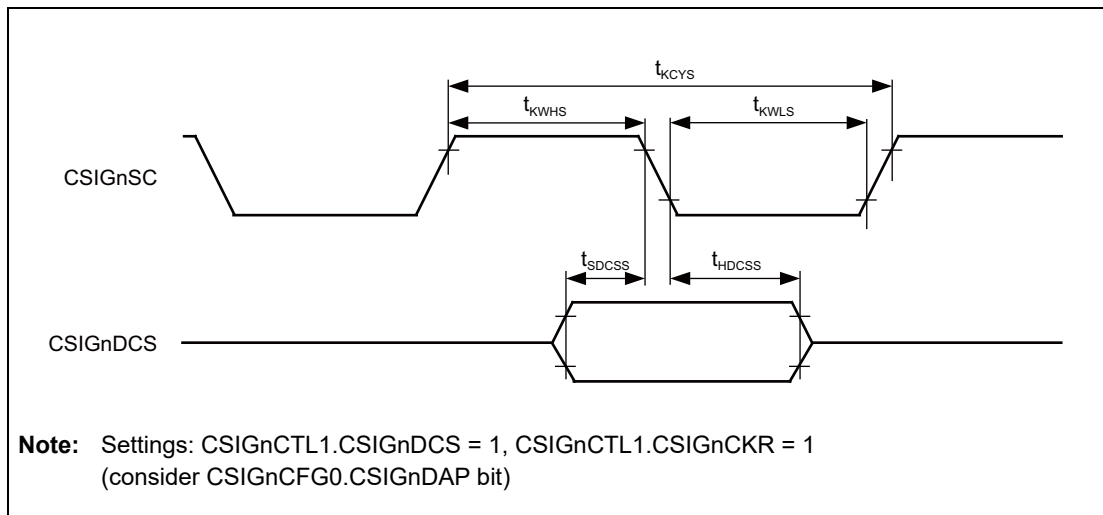 tKCYS
tKWHS
tKWLS
CSIGnSC
tSDCSS
tHDCSS
CSIGnDCS
Note: Settings: CSIGnCTL1.CSIGnDCS = 1, CSIGnCTL1.CSIGnCKR = 1
(consider CSIGnCFG0.CSIGnDAP bit)